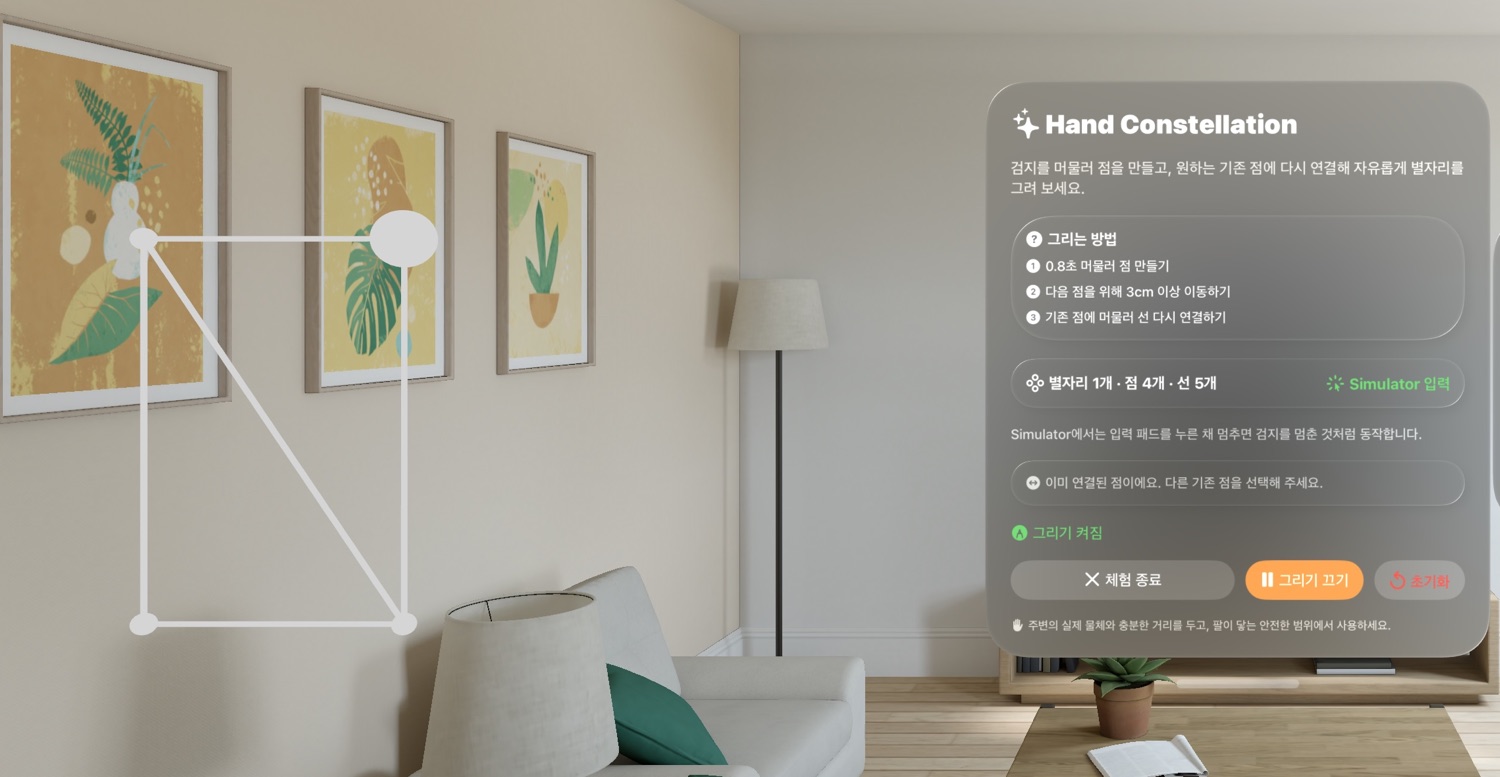 Hand Constellation
검지를 머물러 점을 만들고, 원하는 기존 점에 다시 연결해 자유롭게 별자리를
그려 보세요.
? 그리는 방법
1 0.8초 머물러 점 만들기
2 다음 점을 위해 3cm 이상 이동하기
3 기존 점에 머물러 선 다시 연결하기
별자리 1개 · 점 4개 · 선 5개 Simulator 입력
Simulator에서는 입력 패드를 누른 채 멈추면 검지를 멈춘 것처럼 동작합니다.
이미 연결된 점이에요. 다른 기존 점을 선택해 주세요.
그리기 켜짐
체험 종료 그리기 끄기 초기화
주변의 실제 물체와 충분한 거리를 두고, 팔이 닿는 안전한 범위에서 사용하세요.